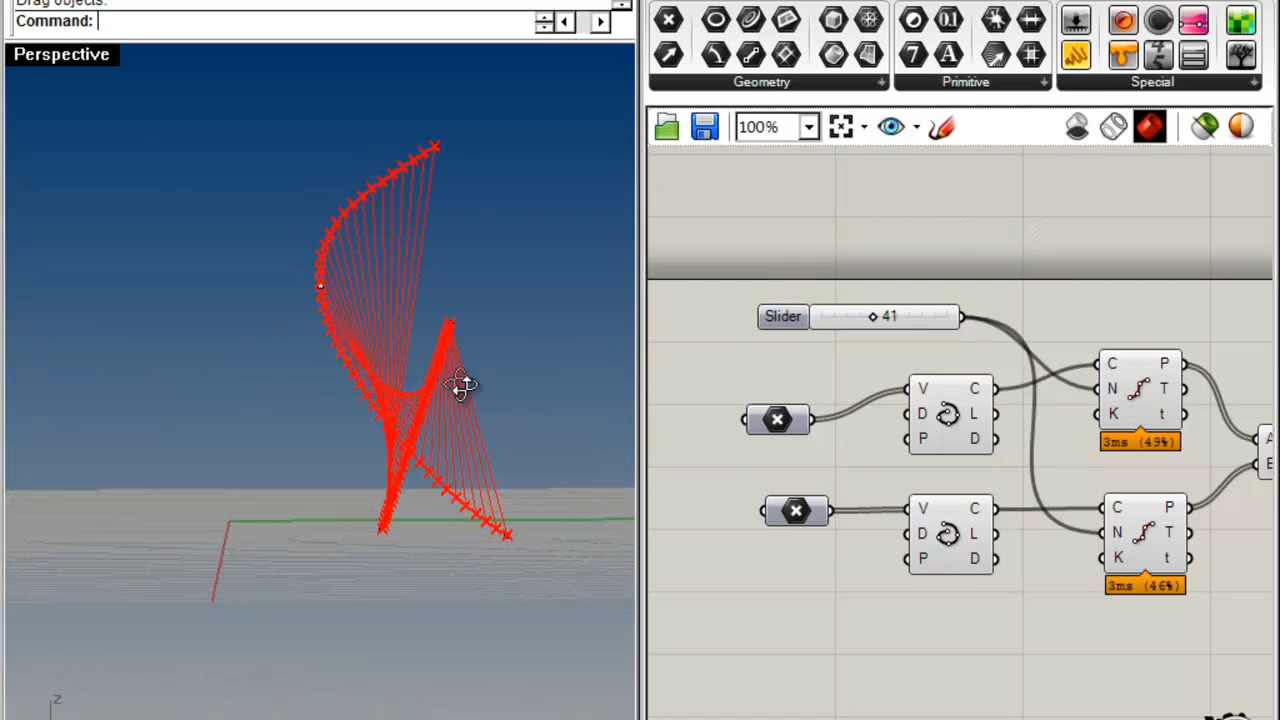 Drag objects:
Command:
Perspective
z
Geometry
Primitive
Special
0.1
7 A
100%
Slider
41
V C
D L
P D
C P
N T
K t
3ms (49%)
A
V C
D L
P D
C P
N T
K t
3ms (46%)